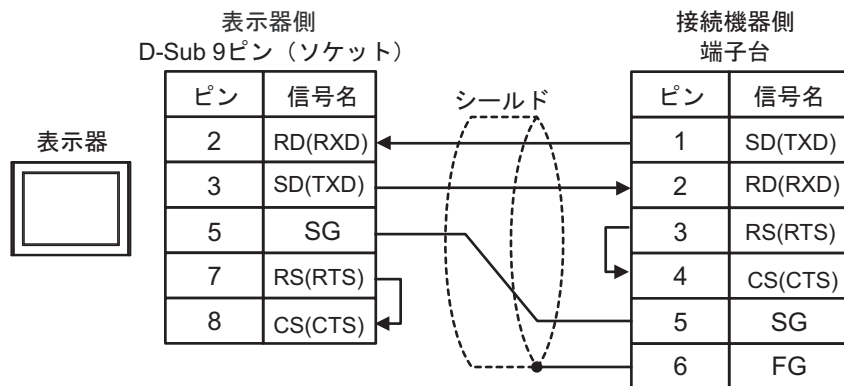 表示器側
D-Sub 9ピン（ソケット）
接続機器側
端子台
表示器
シールド
ピン 信号名
2 RD(RXD)
3 SD(TXD)
5 SG
7 RS(RTS)
8 CS(CTS)
ピン 信号名
1 SD(TXD)
2 RD(RXD)
3 RS(RTS)
4 CS(CTS)
5 SG
6 FG